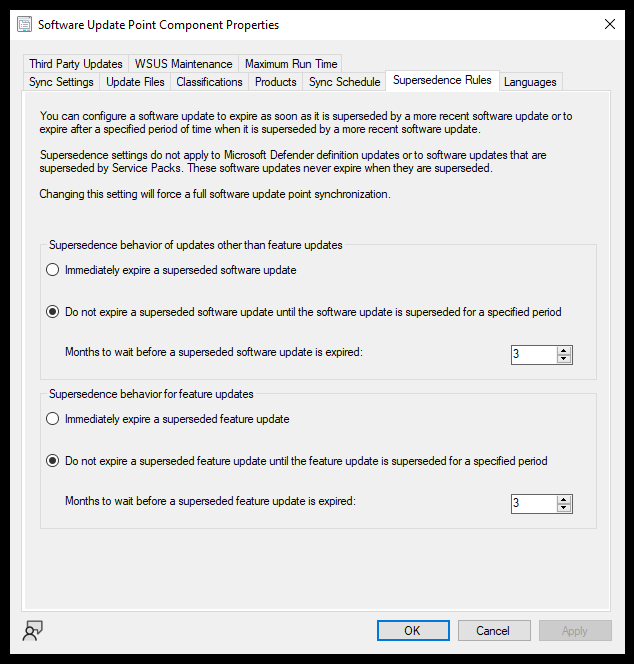 Software Update Point Component Properties
Third Party Updates
WSUS Maintenance
Maximum Run Time
Sync Settings
Update Files
Classifications
Products
Sync Schedule
Supersedence Rules
Languages
You can configure a software update to expire as soon as it is superseded by a more recent software update or to
expire after a specified period of time when it is superseded by a more recent software update.
Supersedence settings do not apply to Microsoft Defender definition updates or to software updates that are
superseded by Service Packs. These software updates never expire when they are superseded.
Changing this setting will force a full software update point synchronization.
Supersedence behavior of updates other than feature updates
Immediately expire a superseded software update
Do not expire a superseded software update until the software update is superseded for a specified period
Months to wait before a superseded software update is expired:
3
Supersedence behavior for feature updates
Immediately expire a superseded feature update
Do not expire a superseded feature update until the feature update is superseded for a specified period
Months to wait before a superseded feature update is expired:
3
OK
Cancel
Apply